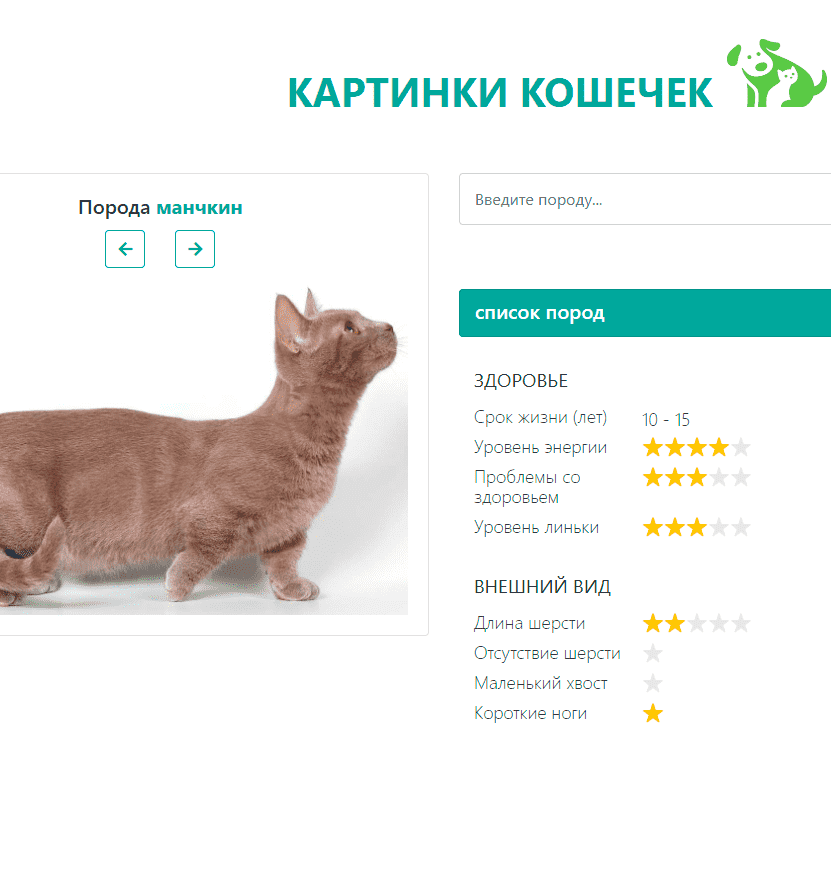 КАРТИНКИ КОШЕЧЕК
Порода манчкин
Введите породу...
список пород
ЗДОРОВЬЕ
Срок жизни (лет) 10 - 15
Уровень энергии
Проблемы со
здоровьем
Уровень линьки
ВНЕШНИЙ ВИД
Длина шерсти
Отсутствие шерсти
Маленький хвост
Короткие ноги